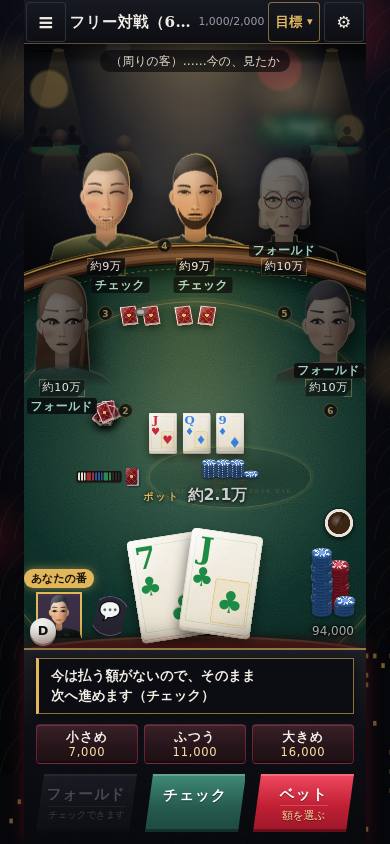 フリー対戦（6… 1,000/2,000 目標 ▾
（周りの客）……今の、見たか
フォールド
4
約9万 約9万 約10万
チェック チェック
3 5
フォールド
約10万 約10万
フォールド 2 6
J Q 9
ポット 約2.1万
7 J
あなたの番
D
94,000
今は払う額がないので、そのまま
次へ進めます（チェック）
小さめ ふつう 大きめ
7,000 11,000 16,000
フォールド チェック ベット
チェックできます 額を選ぶ